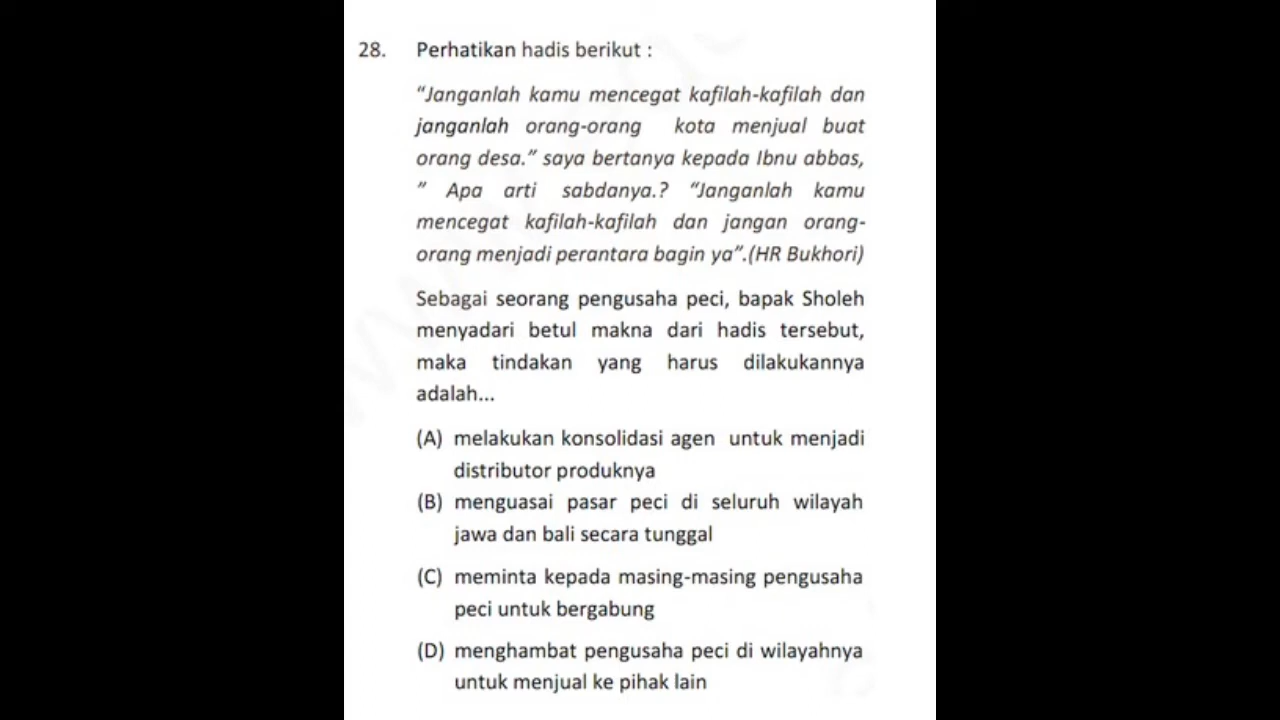 28. Perhatikan hadis berikut :
“Janganlah kamu mencegat kafilah-kafilah dan
janganlah orang-orang kota menjual buat
orang desa.” saya bertanya kepada Ibnu abbas,
” Apa arti sabdanya.? “Janganlah kamu
mencegat kafilah-kafilah dan jangan orang-
orang menjadi perantara bagin ya”.(HR Bukhori)
Sebagai seorang pengusaha peci, bapak Sholeh
menyadari betul makna dari hadis tersebut,
maka tindakan yang harus dilakukannya
adalah...
(A) melakukan konsolidasi agen untuk menjadi
distributor produknya
(B) menguasai pasar peci di seluruh wilayah
jawa dan bali secara tunggal
(C) meminta kepada masing-masing pengusaha
peci untuk bergabung
(D) menghambat pengusaha peci di wilayahnya
untuk menjual ke pihak lain